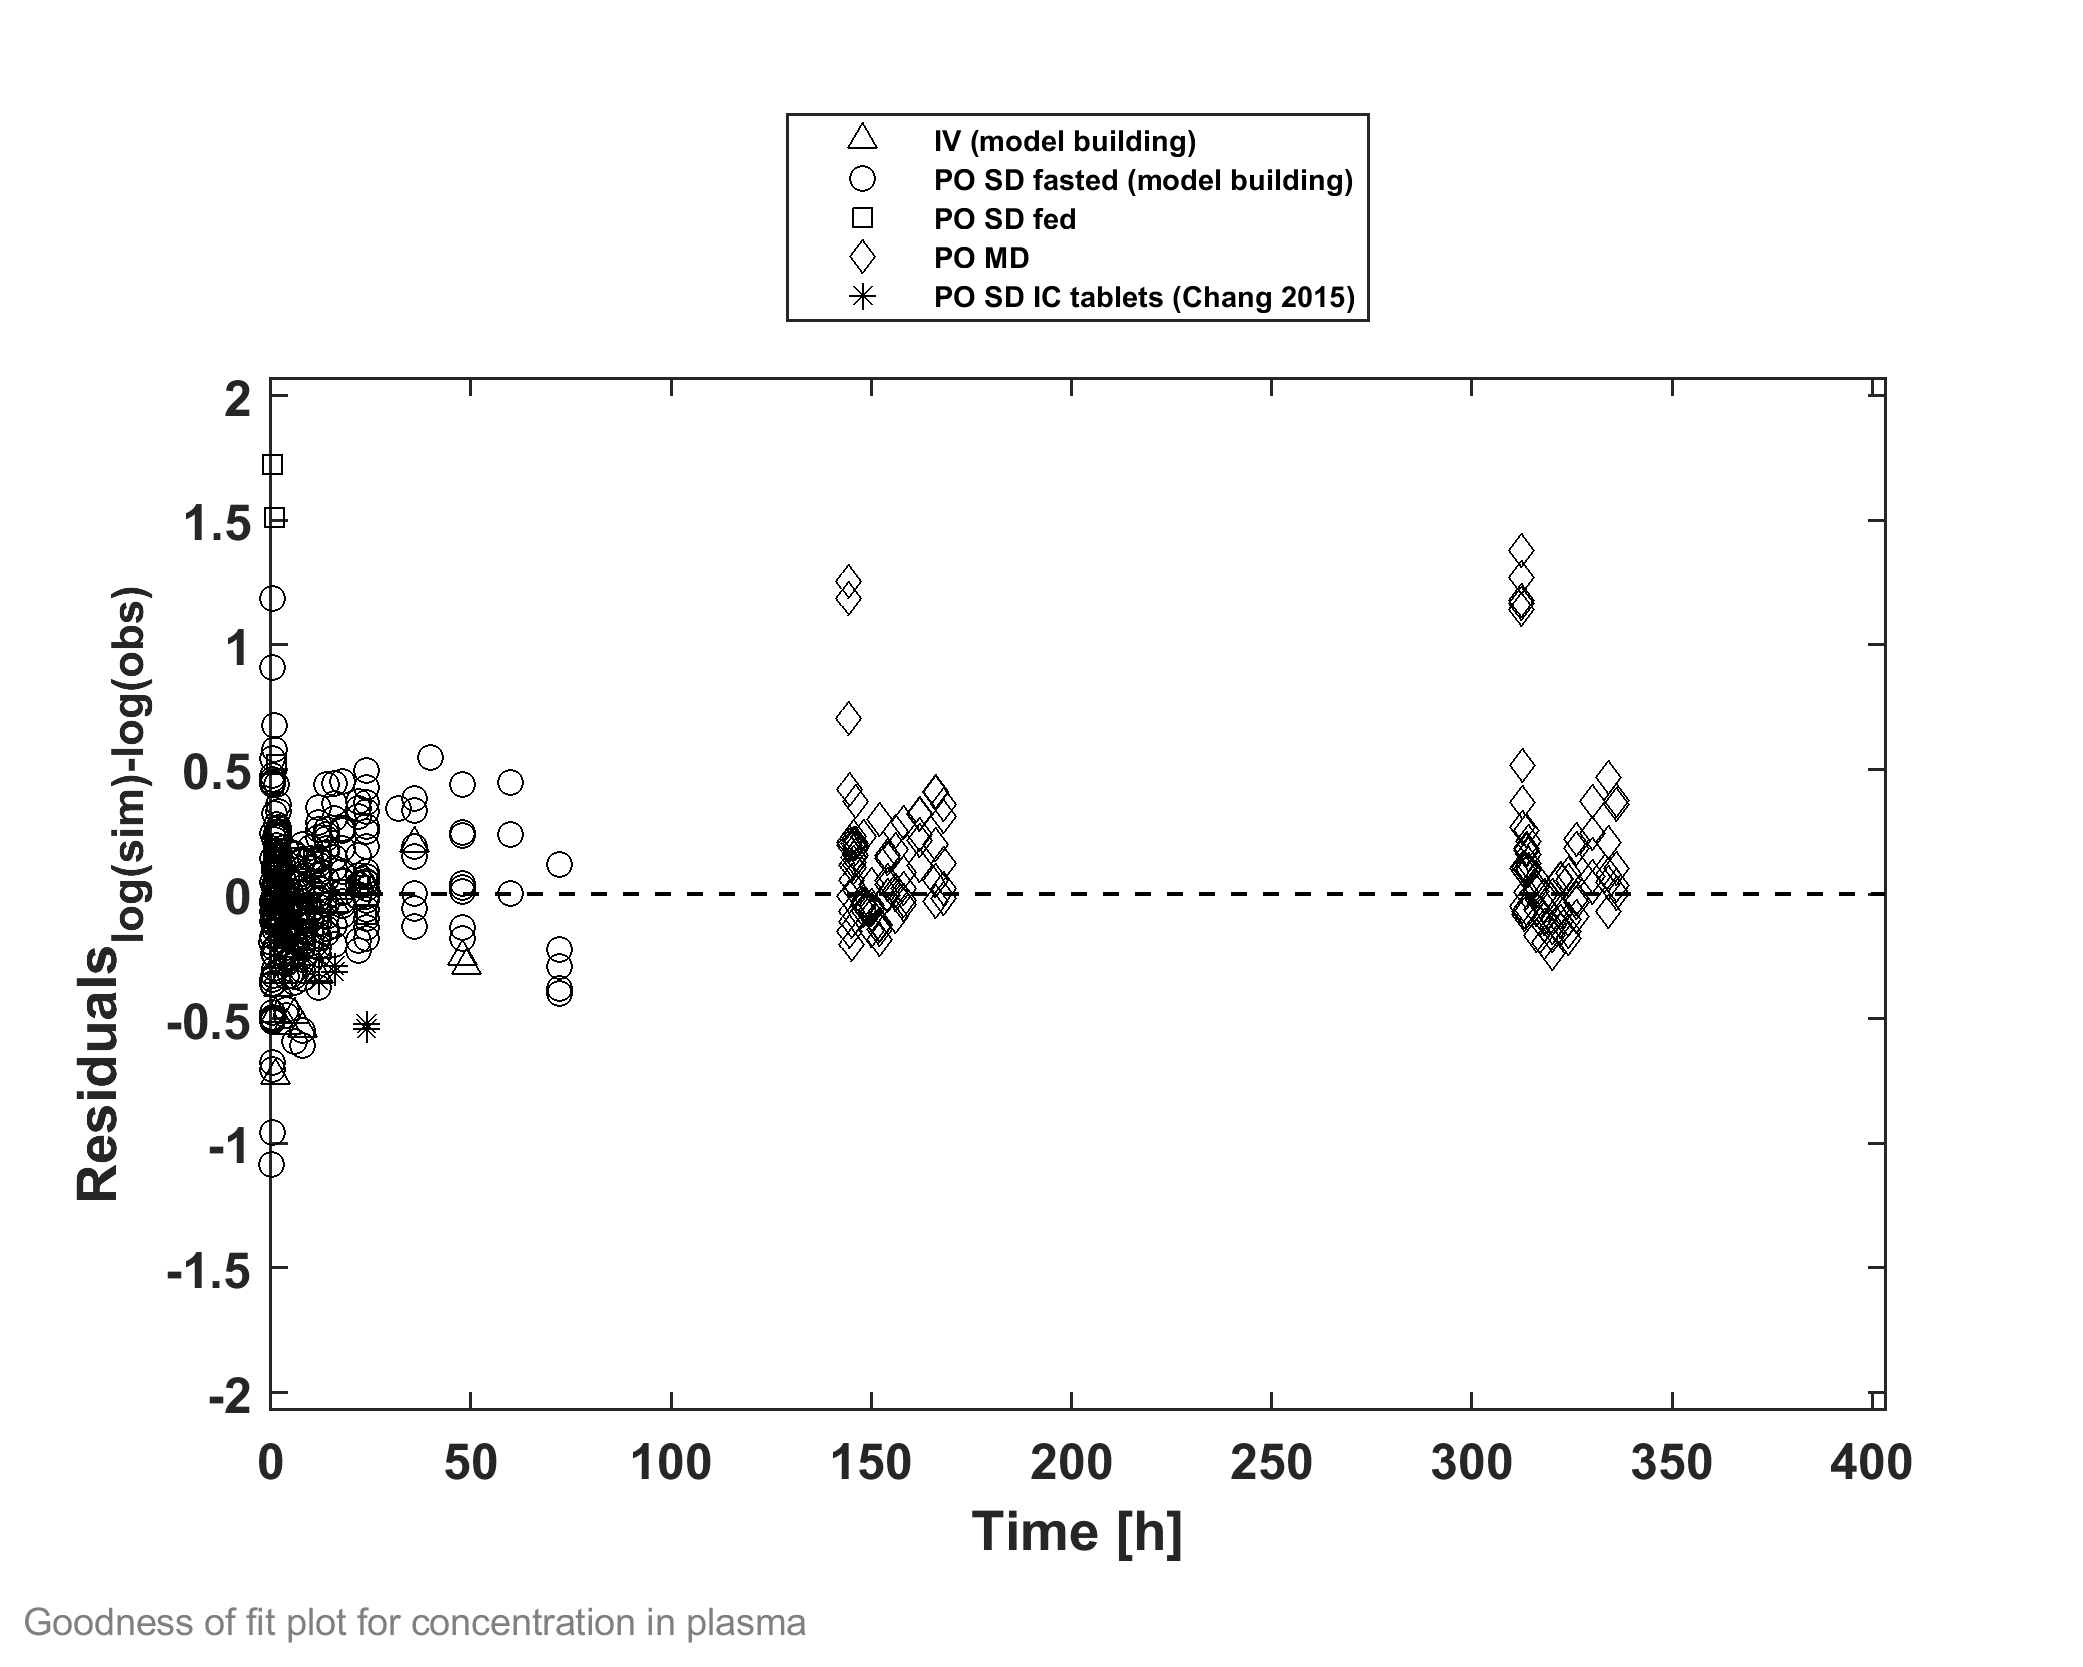 IV (model building)
PO SD fasted (model building)
PO SD fed
PO MD
PO SD IC tablets (Chang 2015)
2
1.5
1
0.5
0
-0.5
-1
-1.5
-2
Residuals log(sim)-log(obs)
0 50 100 150 200 250 300 350 400
Time [h]
Goodness of fit plot for concentration in plasma